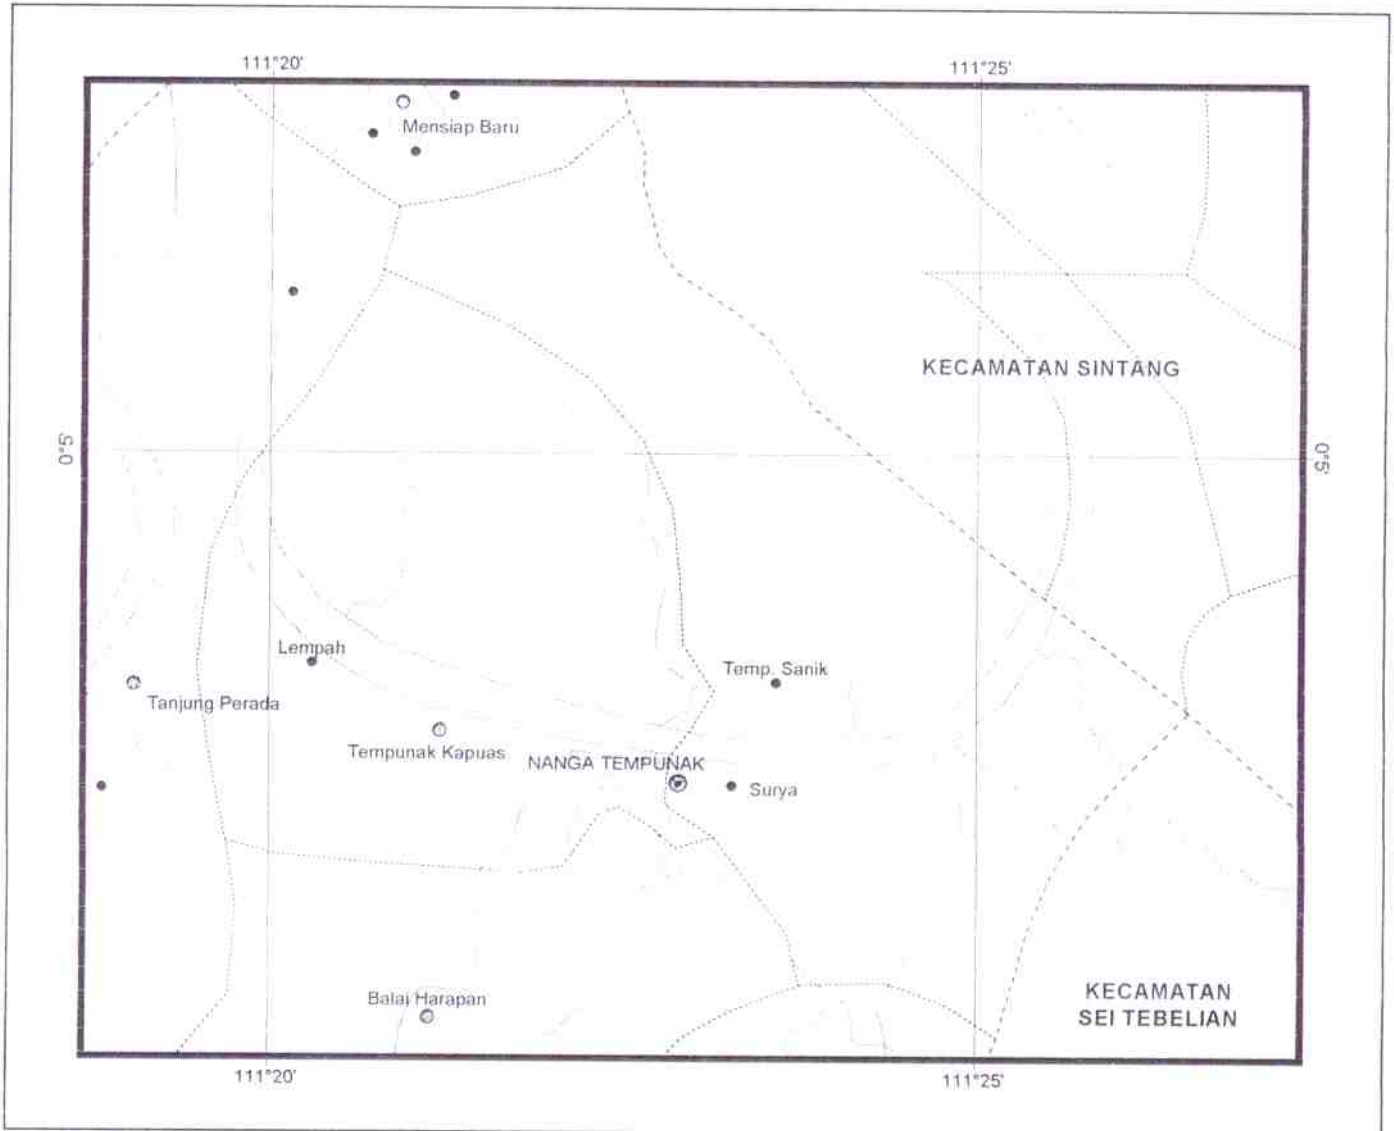 111°20'
111°25'
Mensiap Baru
KECAMATAN SINTANG
0°5'
0°5'
Lempah
Temp. Sanik
Tanjung Perada
Tempunak Kapuas
NANGA TEMPUNAK
Surya
Balai Harapan
KECAMATAN
SEI TEBELIAN
111°20'
111°25'